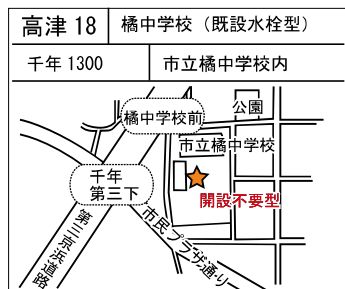 高津 18
橘中学校（既設水栓型）
千年 1300
市立橘中学校内
公園
橘中学校前
市立橘中学校
千年
第三下
開設不要型
第三京浜道路
市民プラザ通り